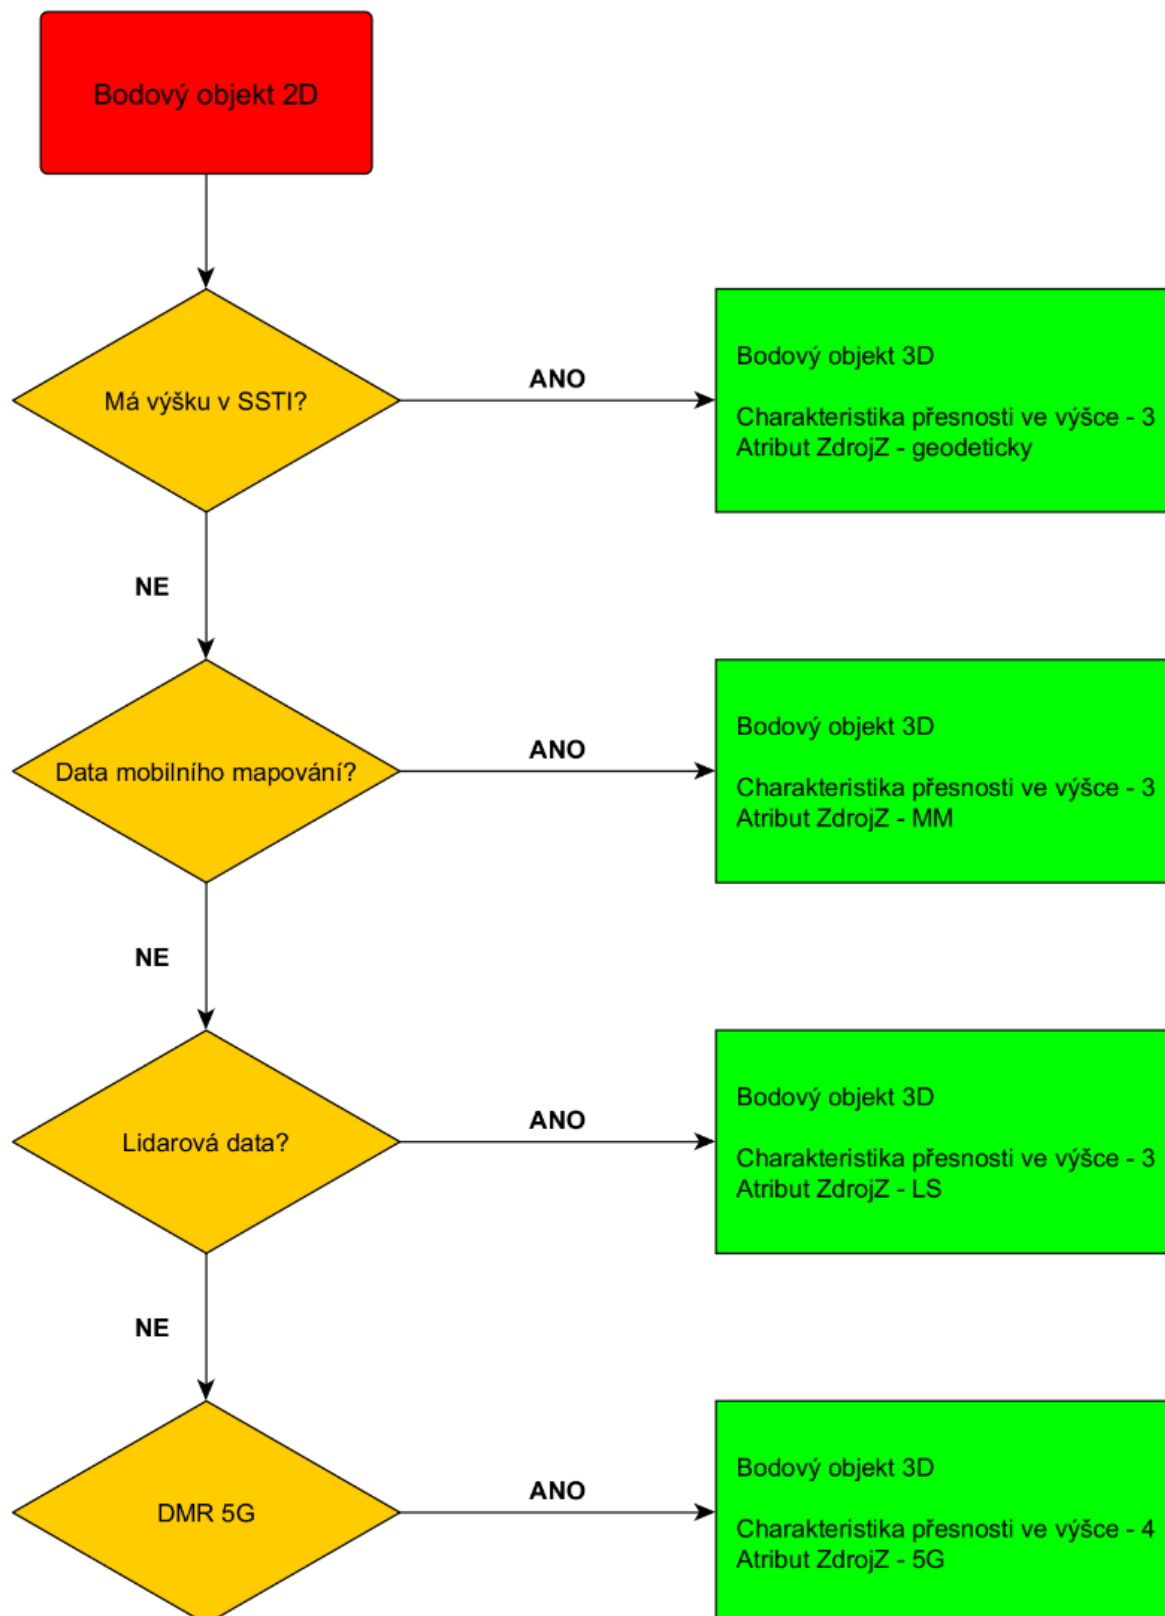 Bodový objekt 2D
Má výšku v SSTI?
ANO
Bodový objekt 3D
Charakteristika přesnosti ve výšce - 3
Atribut ZdrojZ - geodeticky
NE
Data mobilního mapování?
ANO
Bodový objekt 3D
Charakteristika přesnosti ve výšce - 3
Atribut ZdrojZ - MM
NE
Lidarová data?
ANO
Bodový objekt 3D
Charakteristika přesnosti ve výšce - 3
Atribut ZdrojZ - LS
NE
DMR 5G
ANO
Bodový objekt 3D
Charakteristika přesnosti ve výšce - 4
Atribut ZdrojZ - 5G